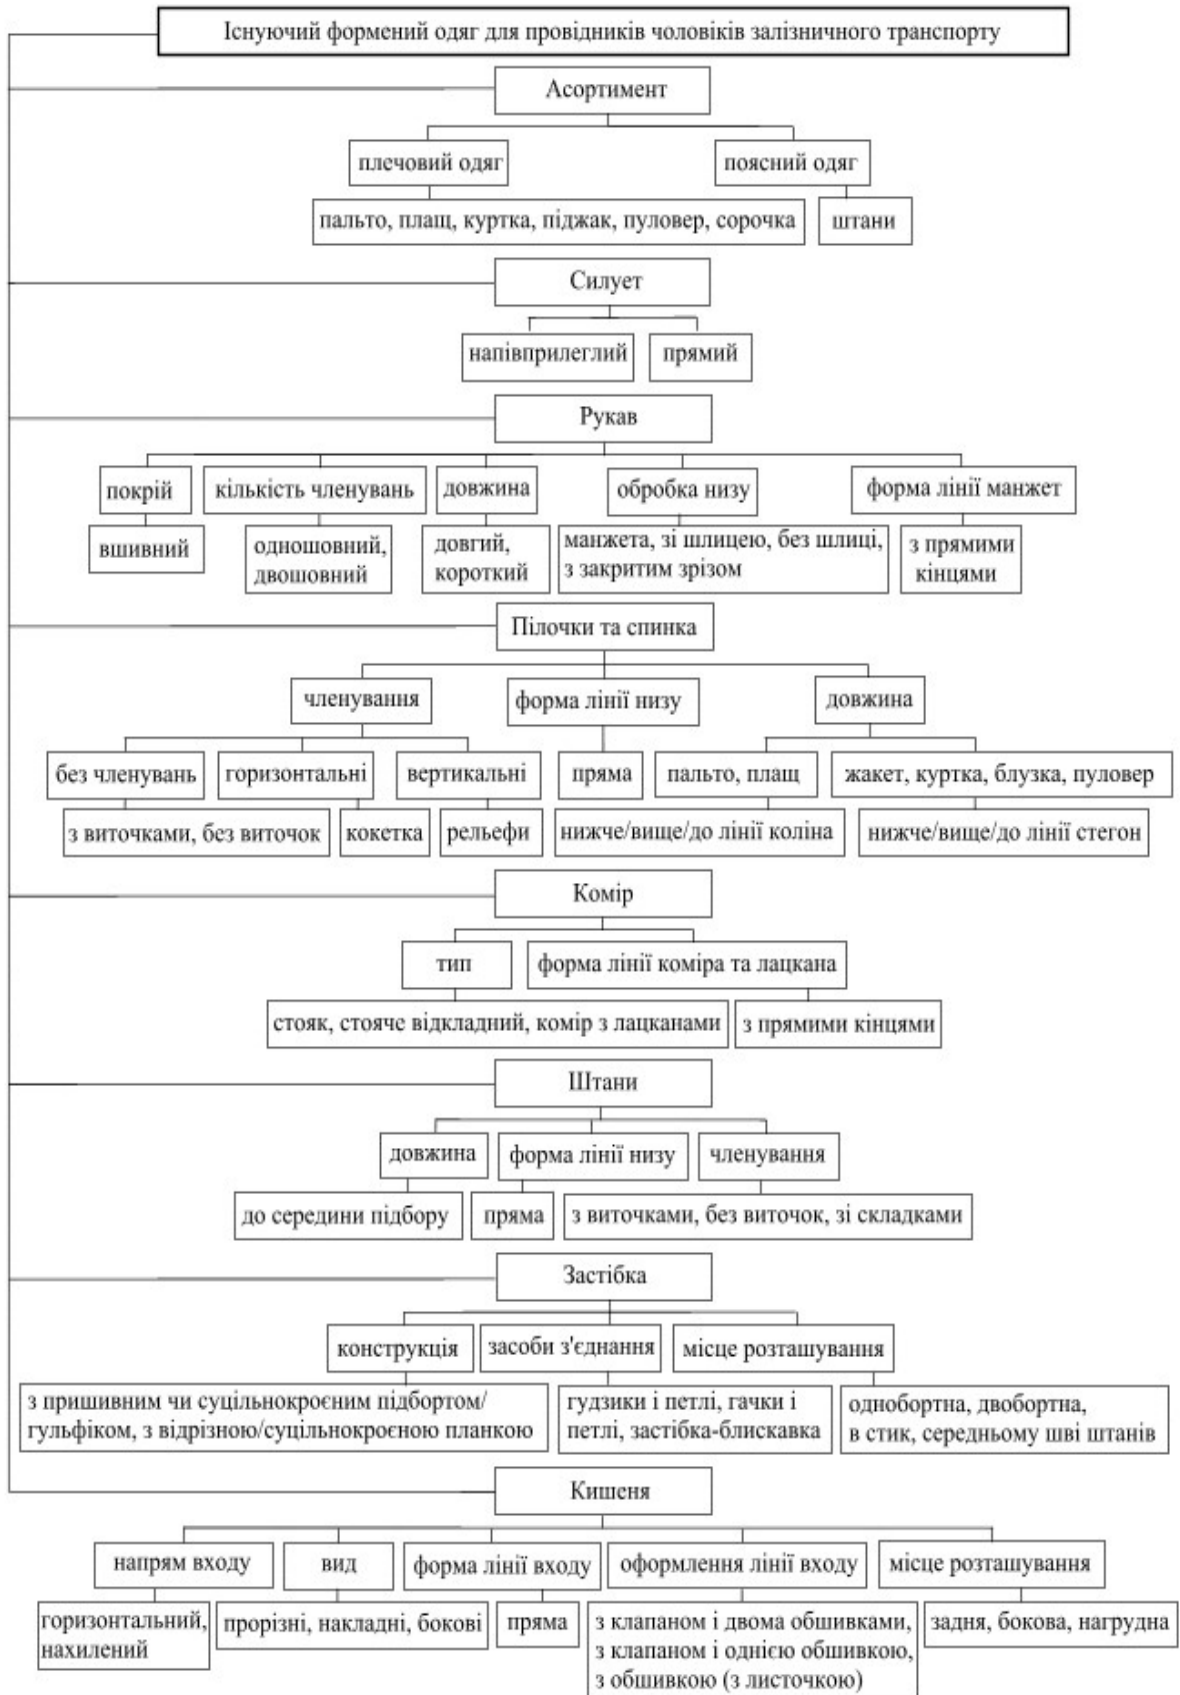 Існуючий формений одяг для провідників чоловіків залізничного транспорту
Асортимент
плечовий одяг
поясний одяг
пальто, плащ, куртка, піджак, пуловер, сорочка
штани
Силует
напівприлеглий
прямий
Рукав
покрій
кількість членувань
довжина
обробка низу
форма лінії манжет
вшивний
одношовний,
двошовний
довгий,
короткий
манжета, зі шлицею, без шлиці,
з закритим зрізом
з прямими
кінцями
Пілочки та спинка
членування
форма лінії низу
довжина
без членувань
горизонтальні
вертикальні
пряма
пальто, плащ
жакет, куртка, блузка, пуловер
з виточками, без виточок
кокетка
рельефи
нижче/вище/до лінії коліна
нижче/вище/до лінії стегон
Комір
тип
форма лінії коміра та лацкана
стояк, стояче відкладний, комір з лацканами
з прямими кінцями
Штани
довжина
форма лінії низу
членування
до середини підбору
пряма
з виточками, без виточок, зі складками
Застібка
конструкція
засоби з'єднання
місце розташування
з пришивним чи суцільнокроєним підбортом/
гульфіком, з відрізною/суцільнокроєною планкою
гудзики і петлі, гачки і
петлі, застібка-блискавка
однобортна, двобортна,
в стик, середньому шві штанів
Кишеня
напрям входу
вид
форма лінії входу
оформлення лінії входу
місце розташування
горизонтальний,
нахилений
прорізні, накладні, бокові
пряма
з клапаном і двома обшивками,
з клапаном і однією обшивкою,
з обшивкою (з листочкою)
задня, бокова, нагрудна